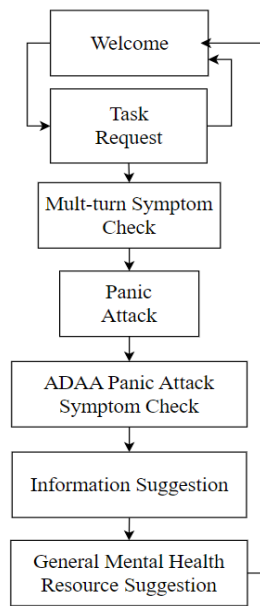 Welcome
Task
Request
Mult-turn Symptom
Check
Panic
Attack
ADAA Panic Attack
Symptom Check
Information Suggestion
General Mental Health
Resource Suggestion